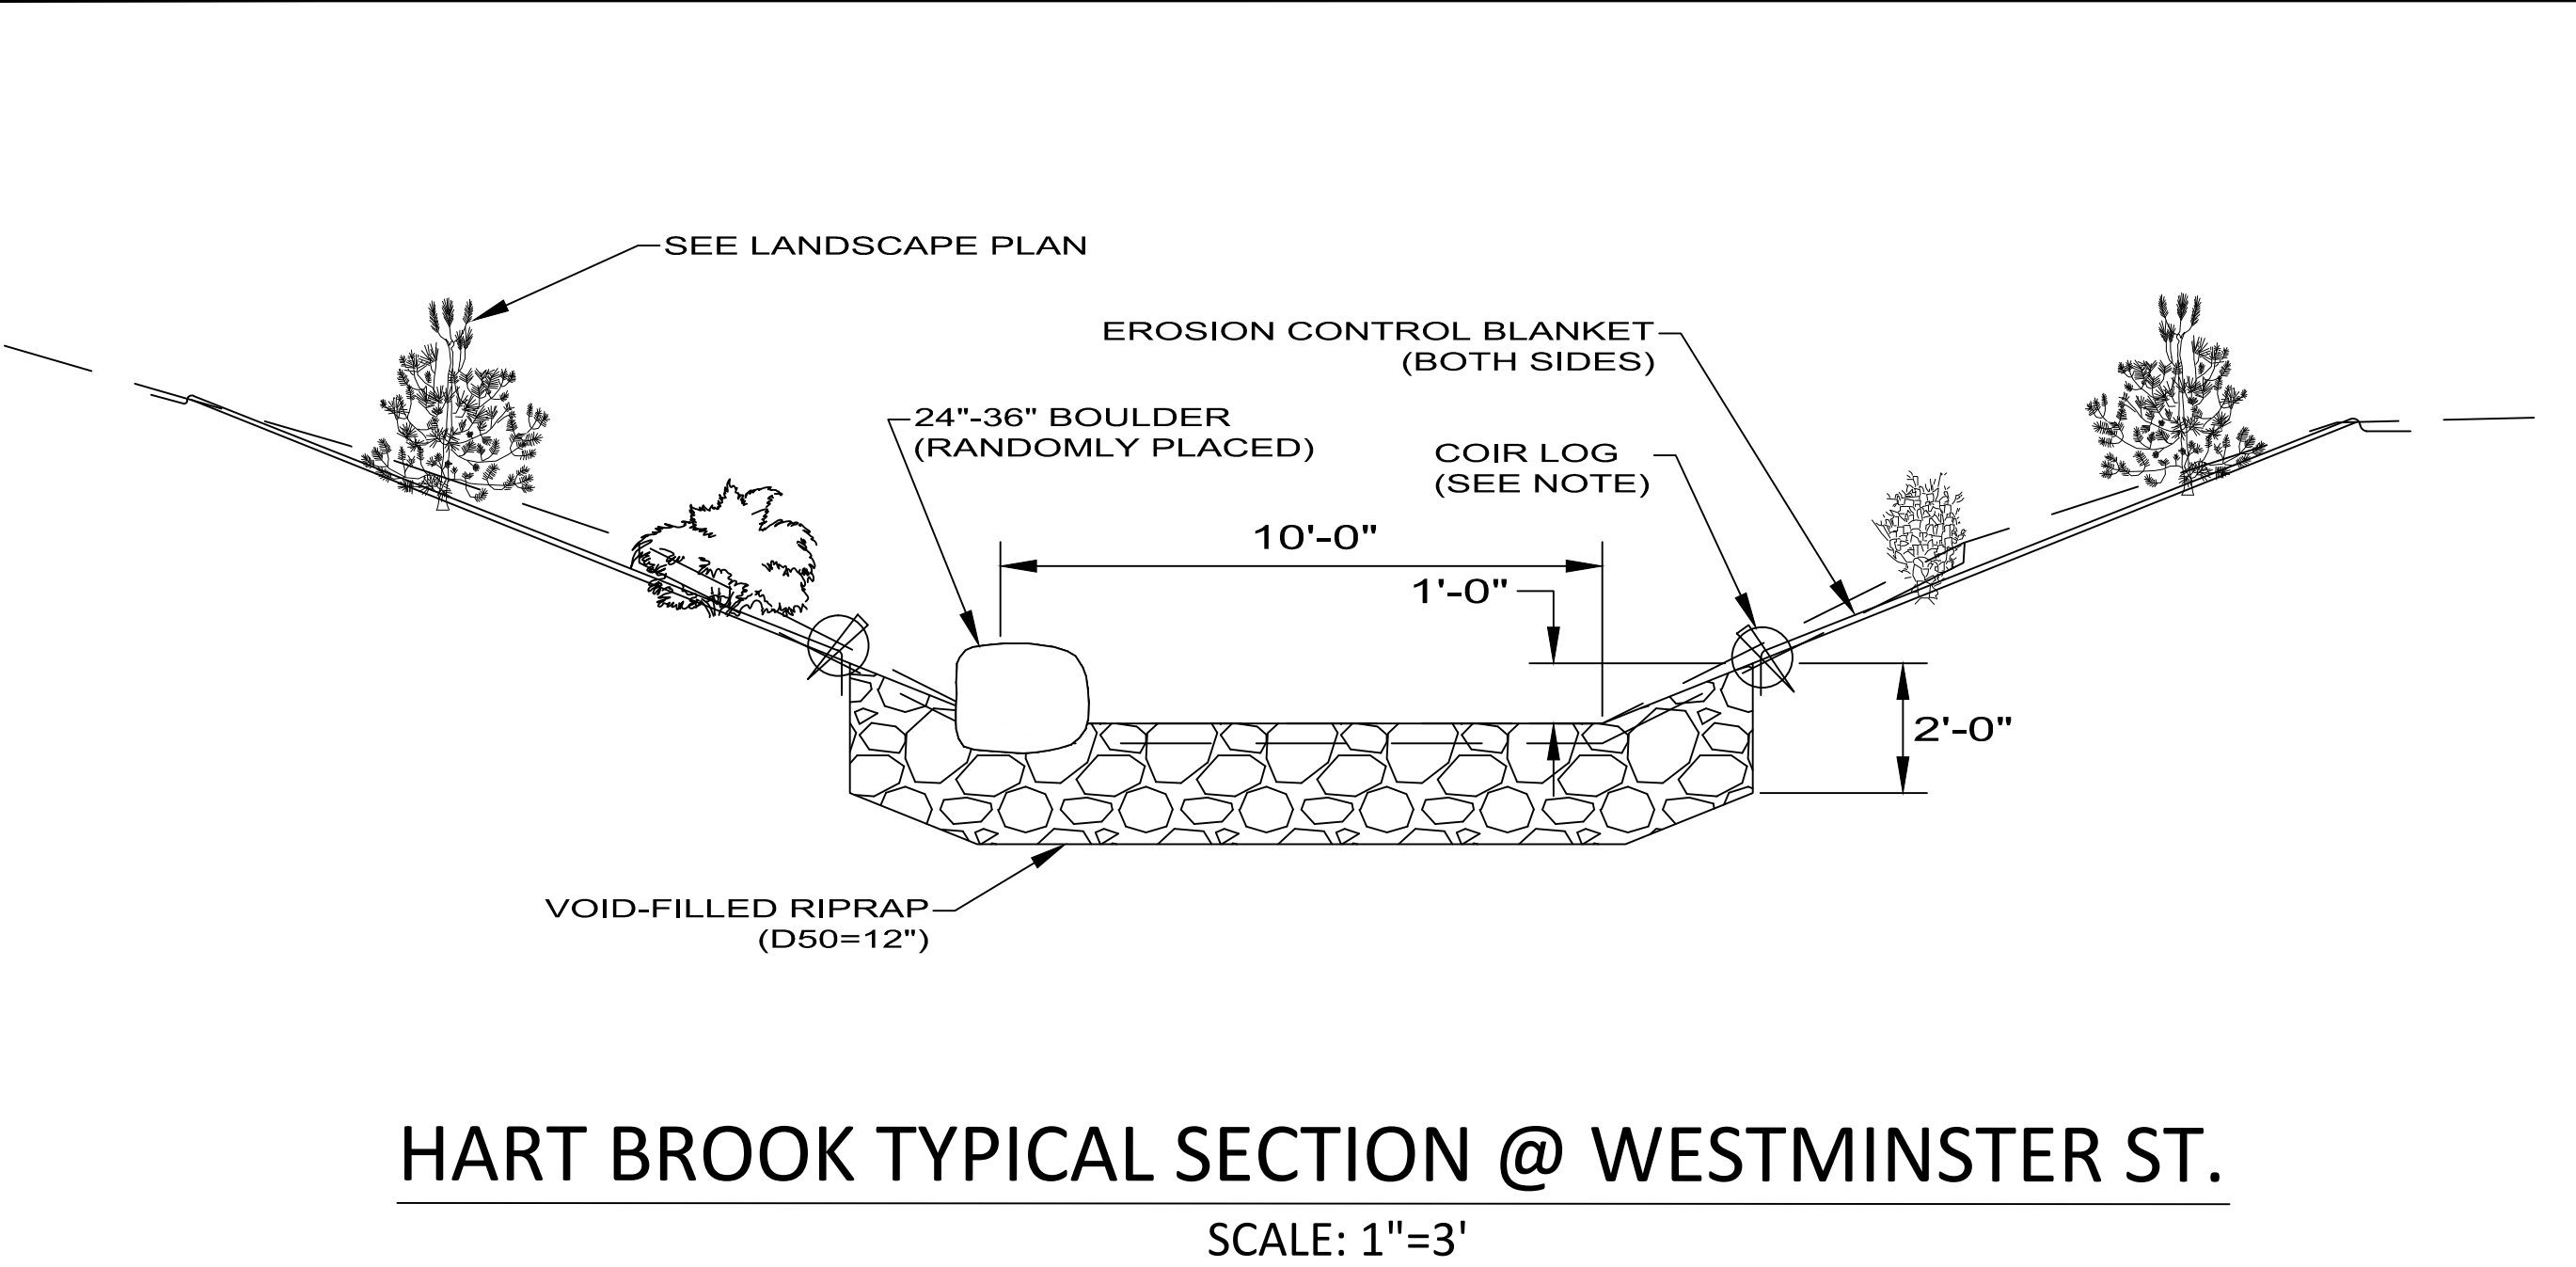 SEE LANDSCAPE PLAN
EROSION CONTROL BLANKET
(BOTH SIDES)
24"-36" BOULDER
(RANDOMLY PLACED)
COIR LOG
(SEE NOTE)
10'-0"
1'-0"
2'-0"
VOID-FILLED RIPRAP
(D50=12")
HART BROOK TYPICAL SECTION @ WESTMINSTER ST.
SCALE: 1"=3'